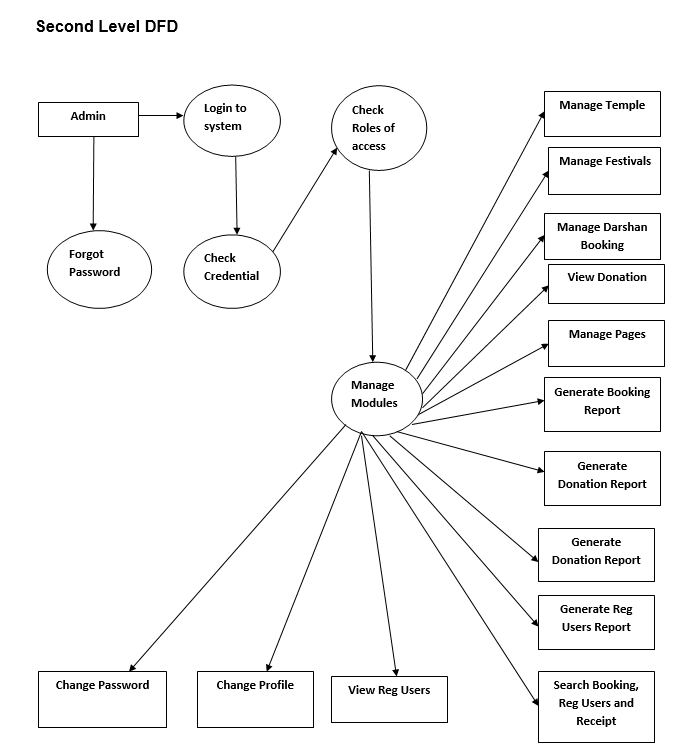 Second Level DFD
Admin
Login to
system
Check
Roles of
access
Manage Temple
Manage Festivals
Manage Darshan
Booking
Forgot
Password
Check
Credential
View Donation
Manage Pages
Manage
Modules
Generate Booking
Report
Generate
Donation Report
Generate
Donation Report
Generate Reg
Users Report
Change Password
Change Profile
View Reg Users
Search Booking,
Reg Users and
Receipt